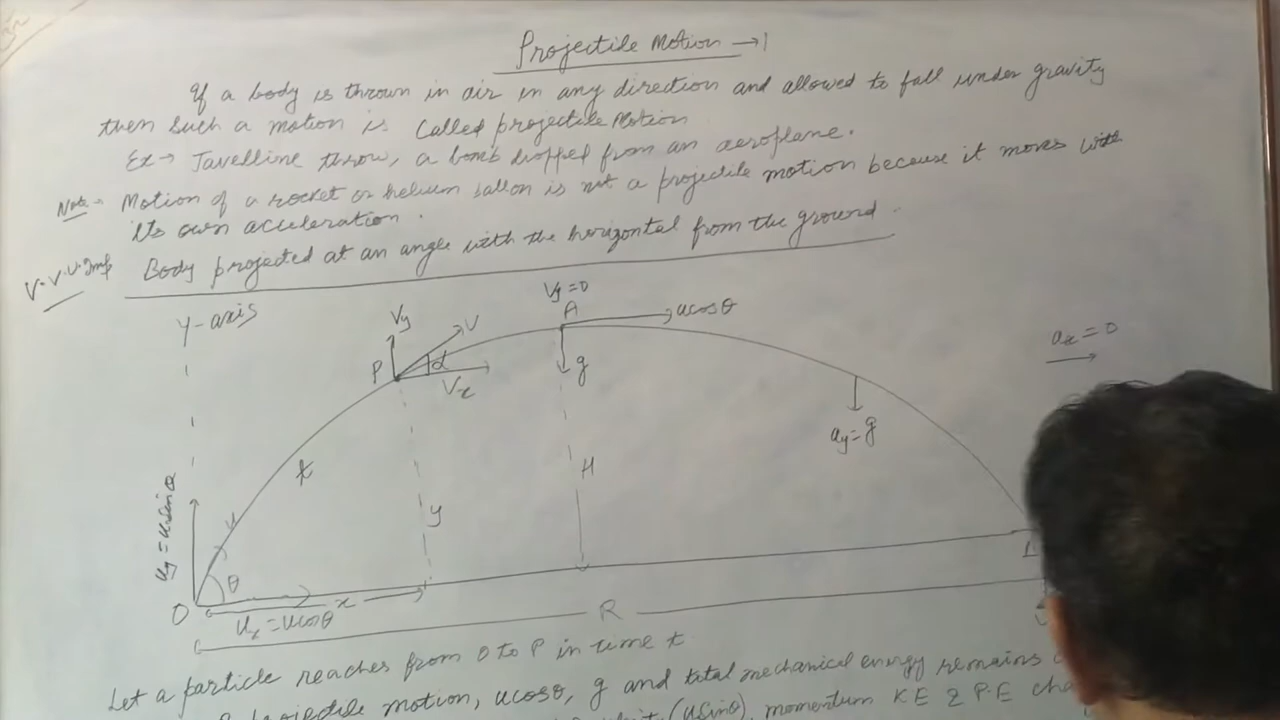 Projectile Motion → 1
If a body is thrown in air in any direction and allowed to fall under gravity
then such a motion is called projectile Motion
Ex → Javelline throw, a bomb dropped from an aeroplane.
Note → Motion of a rocket or helium ballon is not a projectile motion because it moves with
its own acceleration.
V.V.V.Imp Body projected at an angle with the horizontal from the ground.
Y-axis
Vy=0
Vy
V
A
ucosθ
ax=0
P
α
Vx
g
ay=g
t
H
y
uy=usinθ
u
θ
O
x
ux=ucosθ
R
Let a particle reaches from O to P in time t
projectile motion, ucosθ, g and total mechanical energy remains
(usinθ), momentum KE & P.E cha